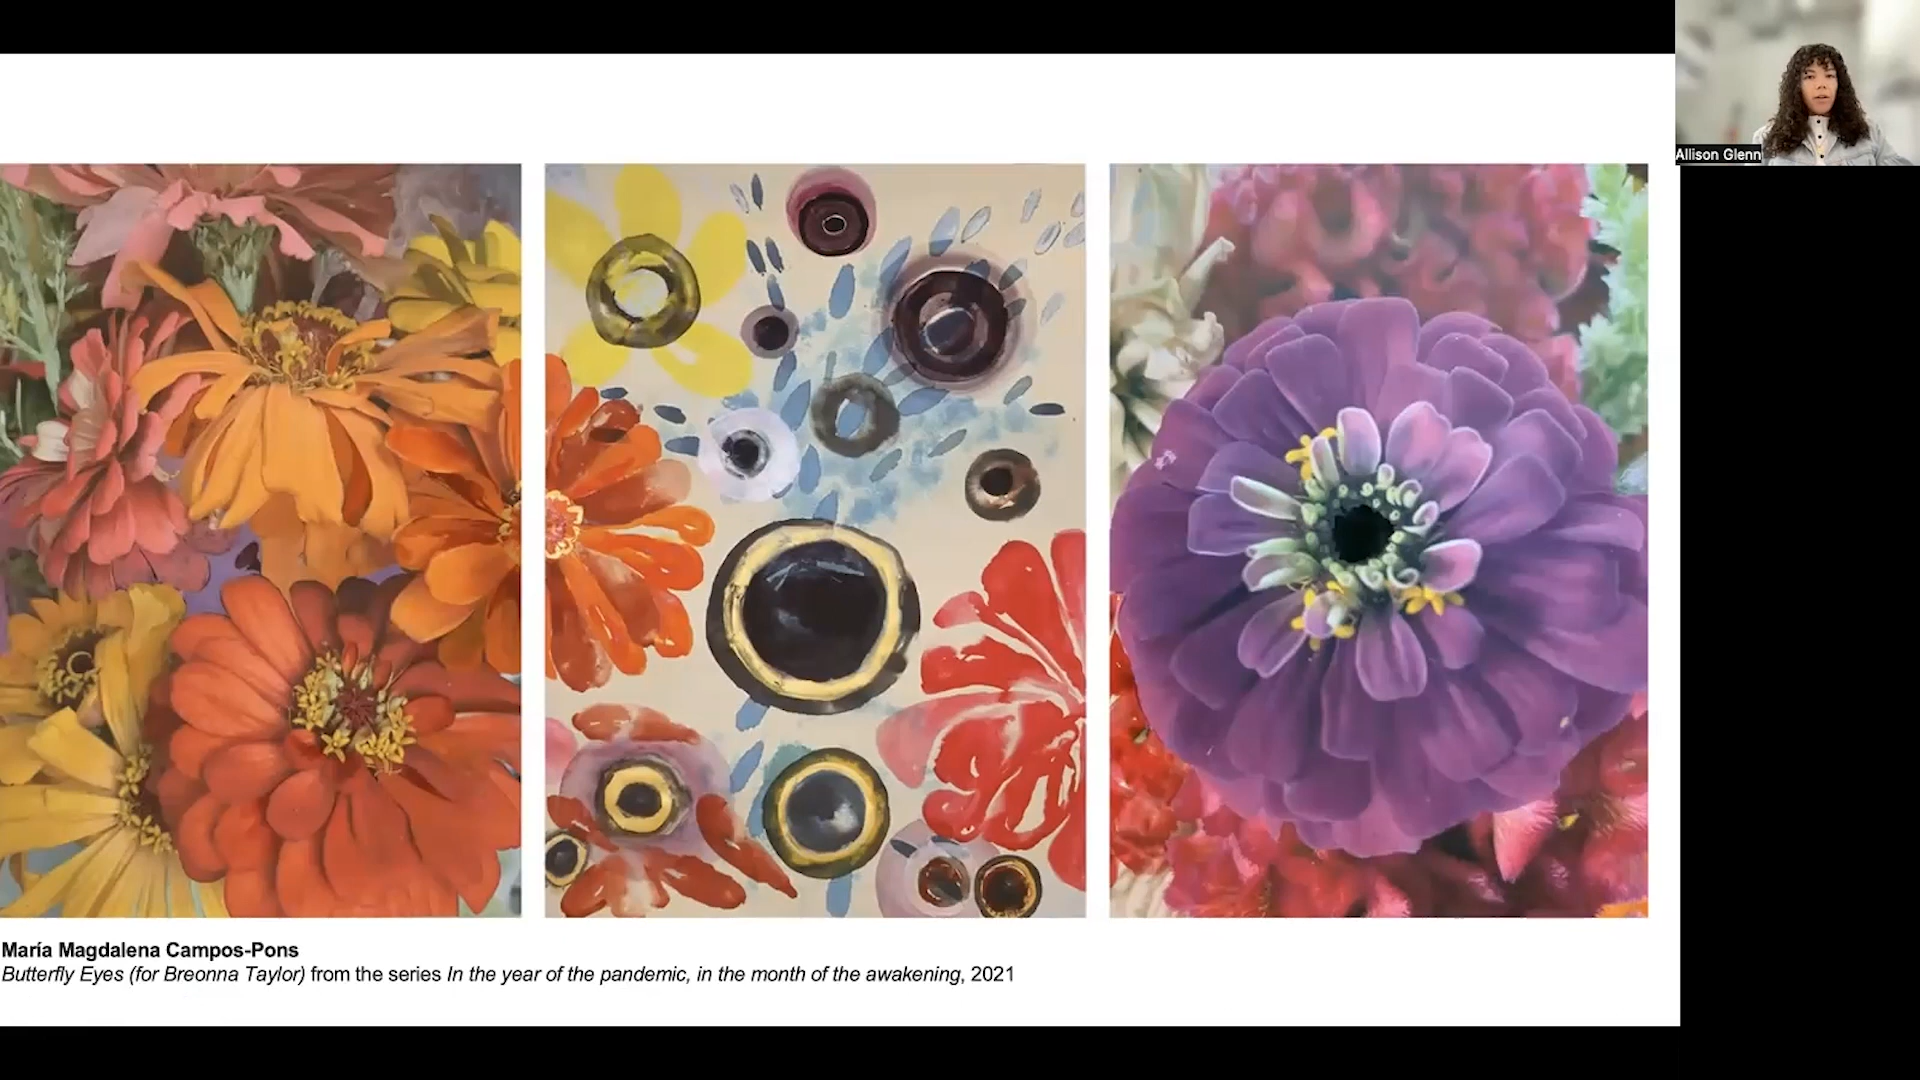 Allison Glenn
María Magdalena Campos-Pons
Butterfly Eyes (for Breonna Taylor) from the series In the year of the pandemic, in the month of the awakening, 2021